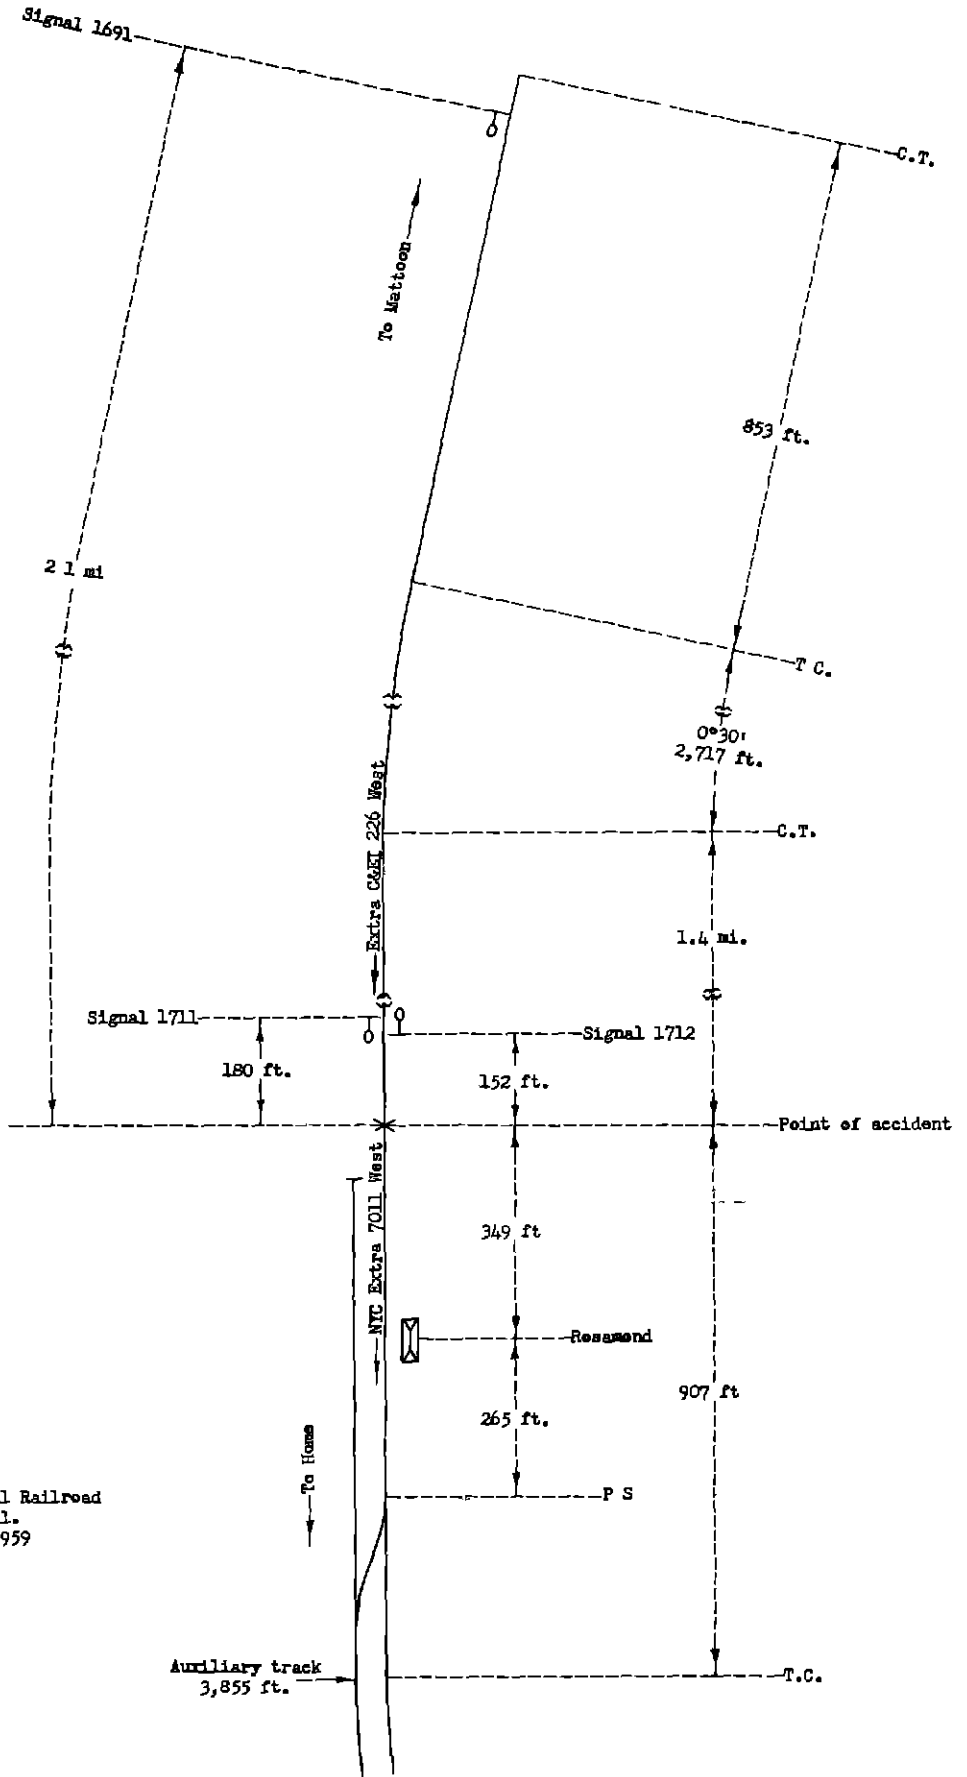 Signal 1691
C.T.
To Mattoon
853 ft.
2 1 mi
T C.
0°30'
2,717 ft.
Extra C&EI 226 West
C.T.
1.4 mi.
Signal 1711
Signal 1712
180 ft.
152 ft.
Point of accident
NYC Extra 7011 West
349 ft
Rosamond
907 ft
265 ft.
To Home
P S
l Railroad
l.
959
Auxiliary track
3,855 ft.
T.C.